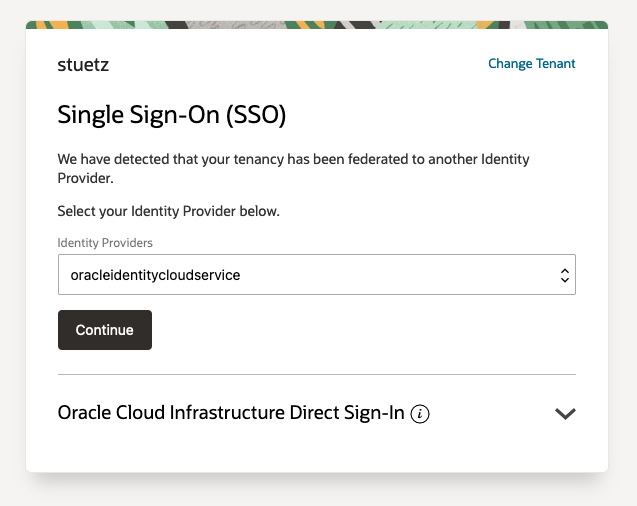 stuetz
Change Tenant
Single Sign-On (SSO)
We have detected that your tenancy has been federated to another Identity
Provider.
Select your Identity Provider below.
Identity Providers
oracleidentitycloudservice
Continue
Oracle Cloud Infrastructure Direct Sign-In i